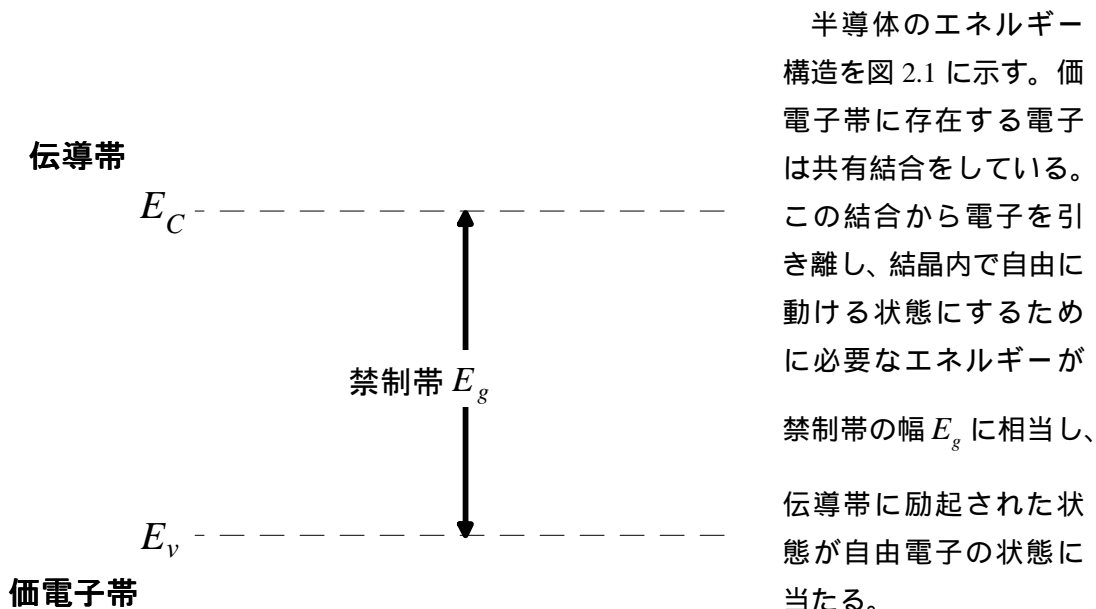 伝導帯
E_C
禁制帯 E_g
E_v
価電子帯
半導体のエネルギー
構造を図 2.1 に示す。価
電子帯に存在する電子
は共有結合をしている。
この結合から電子を引
き離し、結晶内で自由に
動ける状態にするため
に必要なエネルギーが
禁制帯の幅 E_g に相当し、
伝導帯に励起された状
態が自由電子の状態に
当たる。